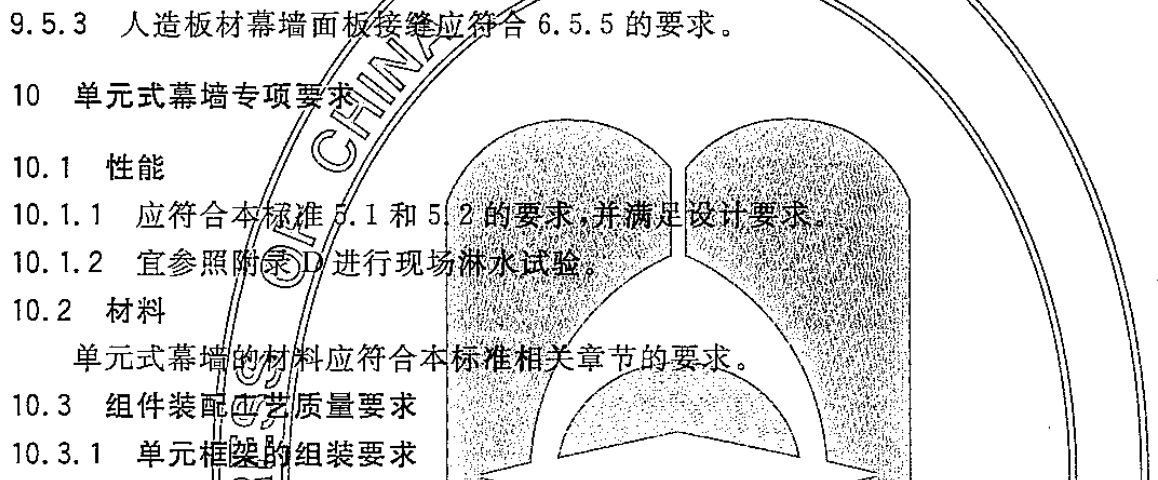 9.5.3 人造板材幕墙面板接缝应符合 6.5.5 的要求。
10 单元式幕墙专项要求
10.1 性能
10.1.1 应符合本标准 5.1 和 5.2 的要求,并满足设计要求。
10.1.2 宜参照附录 D 进行现场淋水试验。
10.2 材料
单元式幕墙的材料应符合本标准相关章节的要求。
10.3 组件装配工艺质量要求
10.3.1 单元框架的组装要求
OF CHINA